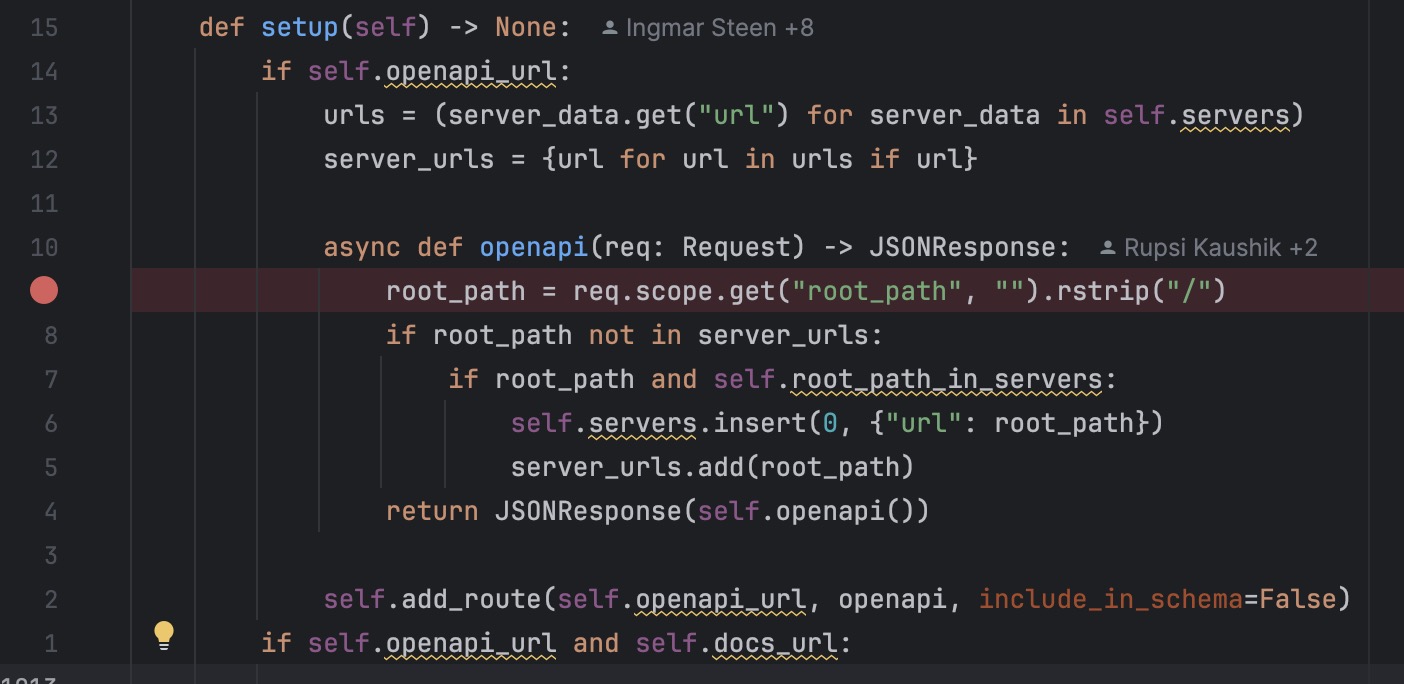 15 def setup(self) -> None: Ingmar Steen +8
14 if self.openapi_url:
13 urls = (server_data.get("url") for server_data in self.servers)
12 server_urls = {url for url in urls if url}
11
10 async def openapi(req: Request) -> JSONResponse: Rupsi Kaushik +2
root_path = req.scope.get("root_path", "").rstrip("/")
8 if root_path not in server_urls:
7 if root_path and self.root_path_in_servers:
6 self.servers.insert(0, {"url": root_path})
5 server_urls.add(root_path)
4 return JSONResponse(self.openapi())
3
2 self.add_route(self.openapi_url, openapi, include_in_schema=False)
1 if self.openapi_url and self.docs_url: